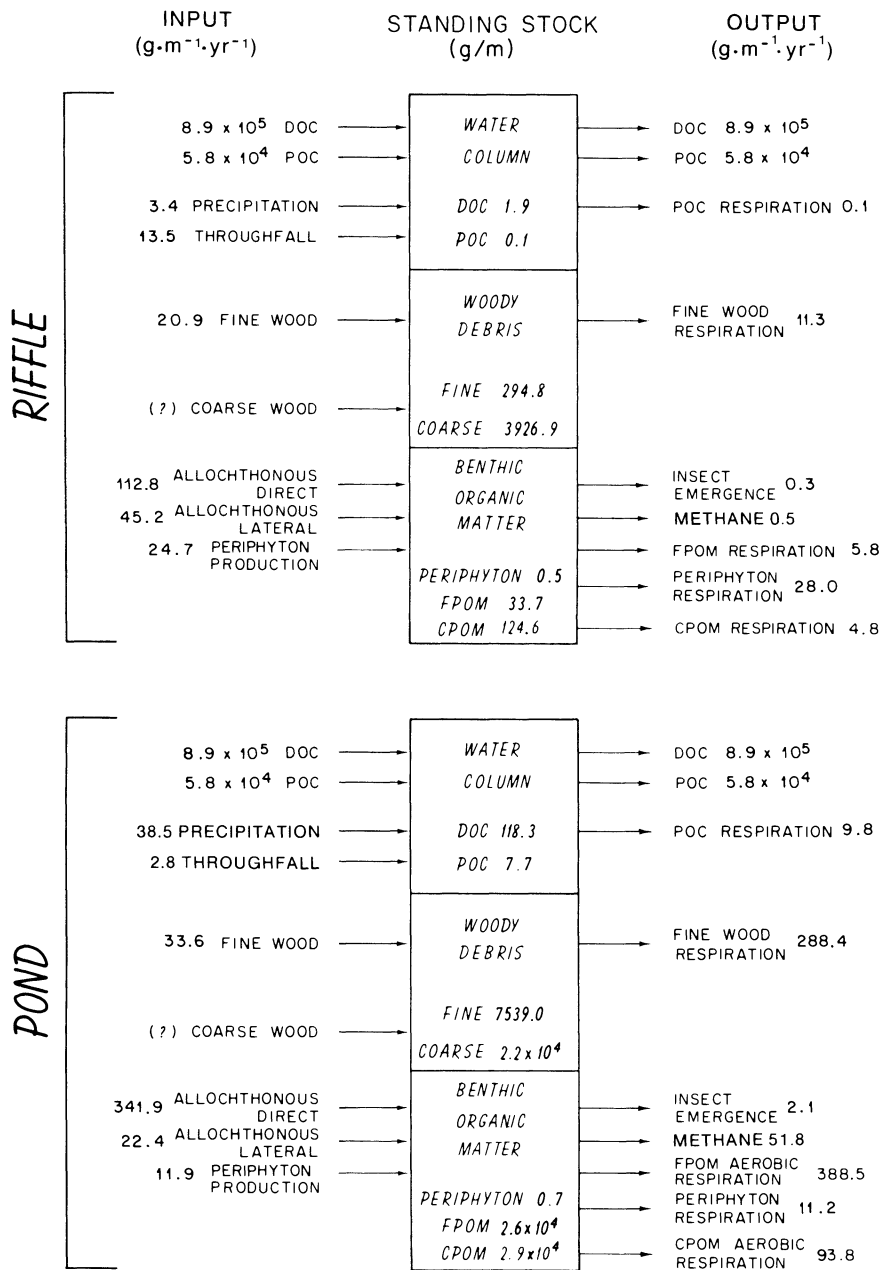 INPUT
(g·m⁻¹·yr⁻¹)
STANDING STOCK
(g/m)
OUTPUT
(g·m⁻¹·yr⁻¹)
RIFFLE
8.9 x 10⁵ DOC
5.8 x 10⁴ POC
3.4 PRECIPITATION
13.5 THROUGHFALL
WATER
COLUMN
DOC 1.9
POC 0.1
DOC 8.9 x 10⁵
POC 5.8 x 10⁴
POC RESPIRATION 0.1
20.9 FINE WOOD
(?) COARSE WOOD
WOODY
DEBRIS
FINE 294.8
COARSE 3926.9
FINE WOOD
RESPIRATION 11.3
112.8 ALLOCHTHONOUS
DIRECT
45.2 ALLOCHTHONOUS
LATERAL
24.7 PERIPHYTON
PRODUCTION
BENTHIC
ORGANIC
MATTER
PERIPHYTON 0.5
FPOM 33.7
CPOM 124.6
INSECT
EMERGENCE 0.3
METHANE 0.5
FPOM RESPIRATION 5.8
PERIPHYTON
RESPIRATION 28.0
CPOM RESPIRATION 4.8
POND
8.9 x 10⁵ DOC
5.8 x 10⁴ POC
38.5 PRECIPITATION
2.8 THROUGHFALL
WATER
COLUMN
DOC 118.3
POC 7.7
DOC 8.9 x 10⁵
POC 5.8 x 10⁴
POC RESPIRATION 9.8
33.6 FINE WOOD
(?) COARSE WOOD
WOODY
DEBRIS
FINE 7539.0
COARSE 2.2x10⁴
FINE WOOD
RESPIRATION 288.4
341.9 ALLOCHTHONOUS
DIRECT
22.4 ALLOCHTHONOUS
LATERAL
11.9 PERIPHYTON
PRODUCTION
BENTHIC
ORGANIC
MATTER
PERIPHYTON 0.7
FPOM 2.6x10⁴
CPOM 2.9x10⁴
INSECT
EMERGENCE 2.1
METHANE 51.8
FPOM AEROBIC
RESPIRATION 388.5
PERIPHYTON
RESPIRATION 11.2
CPOM AEROBIC
RESPIRATION 93.8